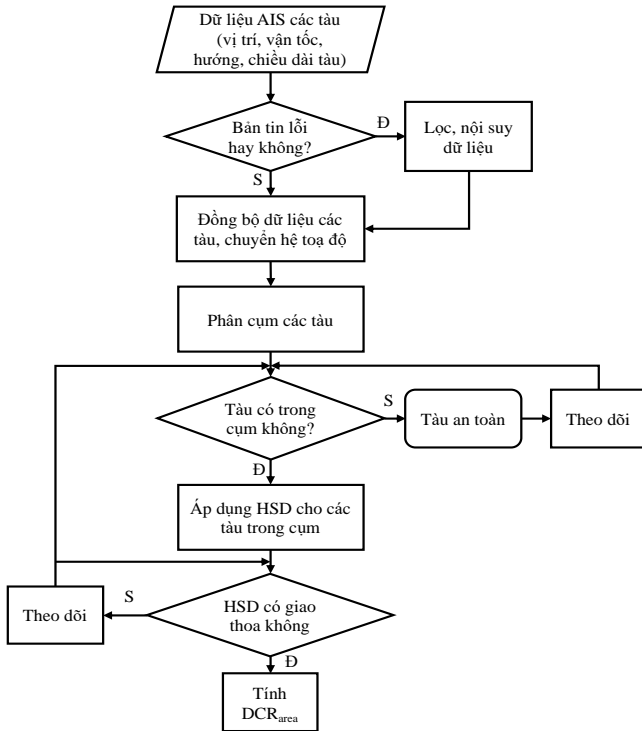 Dữ liệu AIS các tàu
(vị trí, vận tốc,
hướng, chiều dài tàu)
Bản tin lỗi
hay không?
Đ
Lọc, nội suy
dữ liệu
S
Đồng bộ dữ liệu các
tàu, chuyển hệ toạ độ
Phân cụm các tàu
Tàu có trong
cụm không?
S
Tàu an toàn
Theo dõi
Đ
Áp dụng HSD cho các
tàu trong cụm
HSD có giao
thoa không
S
Theo dõi
Đ
Tính
DCRarea